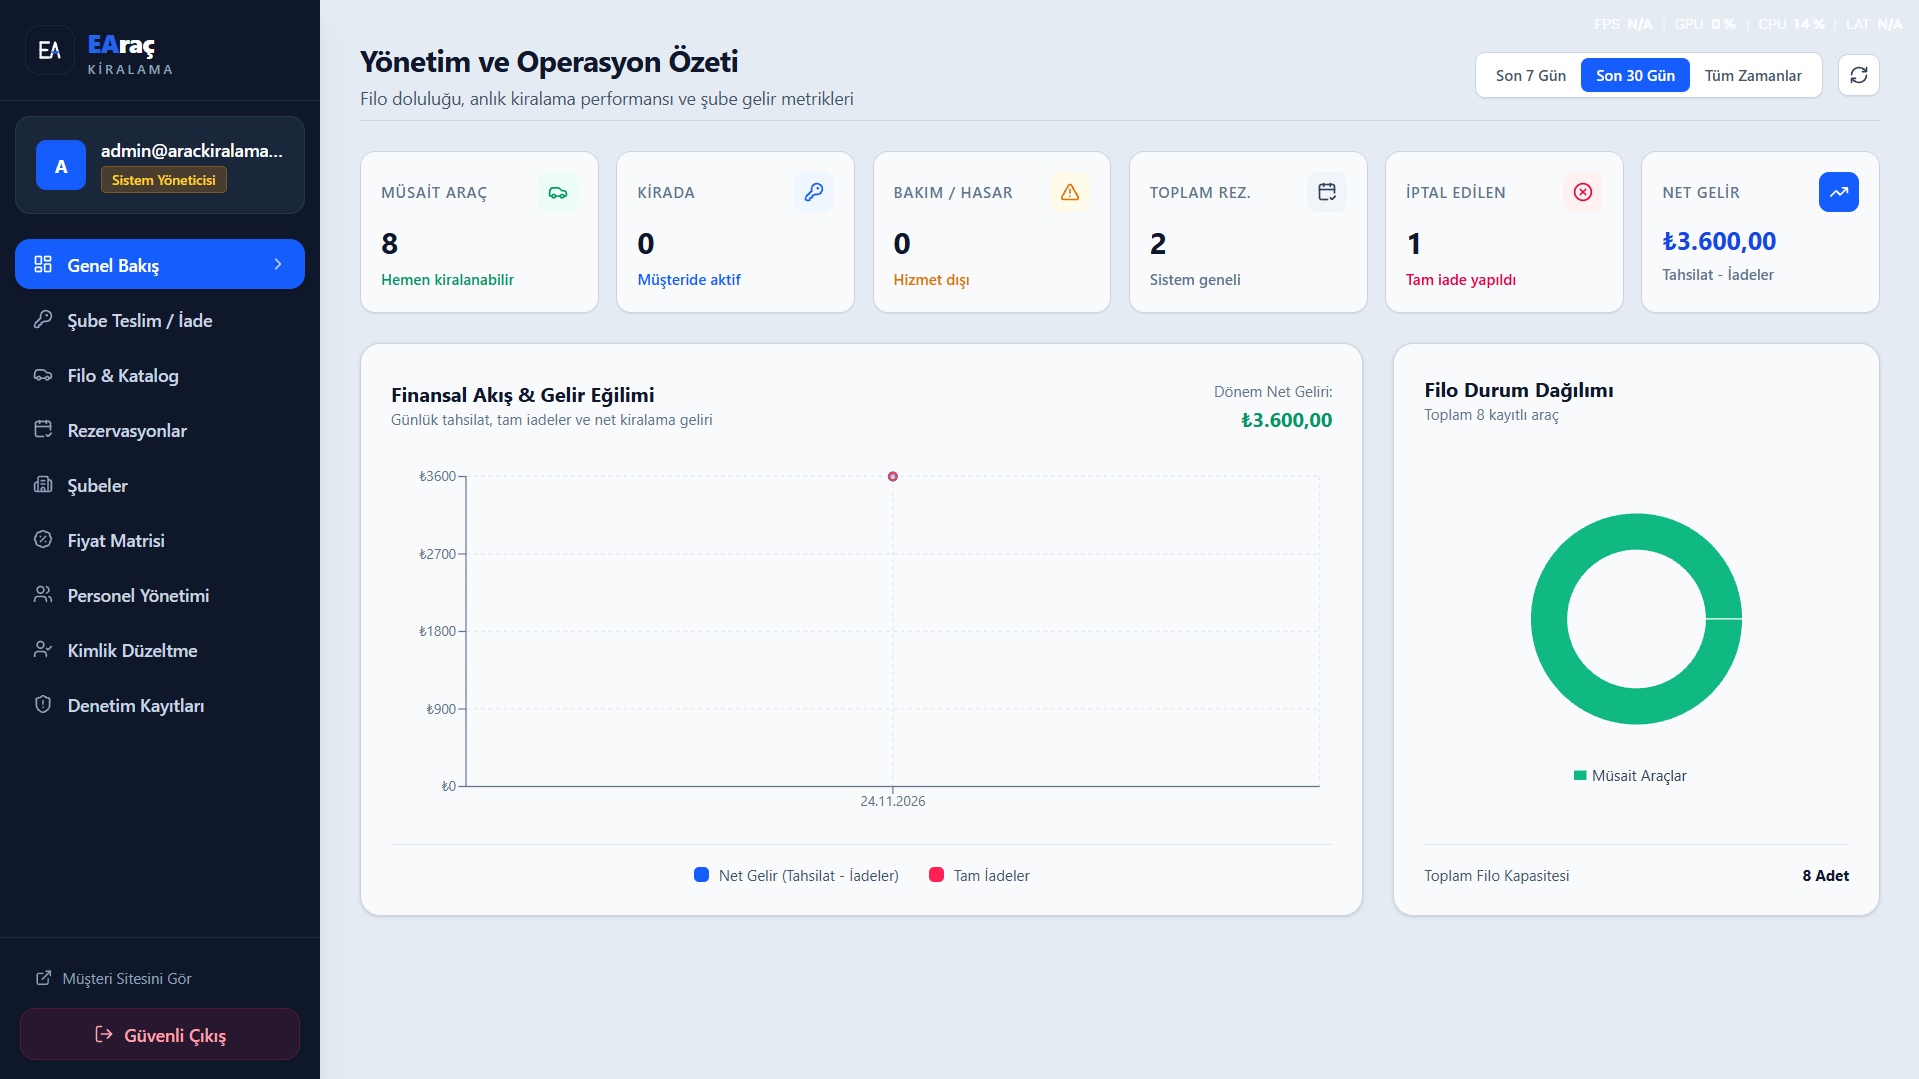 FPS N/A | GPU 0% | CPU 14% | LAT N/A
EA
EAraç
KİRALAMA
A
admin@arackiralama...
Sistem Yöneticisi
Genel Bakış
Şube Teslim / İade
Filo & Katalog
Rezervasyonlar
Şubeler
Fiyat Matrisi
Personel Yönetimi
Kimlik Düzeltme
Denetim Kayıtları
Müşteri Sitesini Gör
Güvenli Çıkış
Yönetim ve Operasyon Özeti
Filo doluluğu, anlık kiralama performansı ve şube gelir metrikleri
Son 7 Gün
Son 30 Gün
Tüm Zamanlar
MÜSAİT ARAÇ
8
Hemen kiralanabilir
KİRADA
0
Müşteride aktif
BAKIM / HASAR
0
Hizmet dışı
TOPLAM REZ.
2
Sistem geneli
İPTAL EDİLEN
1
Tam iade yapıldı
NET GELİR
₺3.600,00
Tahsilat - İadeler
Finansal Akış & Gelir Eğilimi
Günlük tahsilat, tam iadeler ve net kiralama geliri
Dönem Net Geliri:
₺3.600,00
₺3600
₺2700
₺1800
₺900
₺0
24.11.2026
Net Gelir (Tahsilat - İadeler)
Tam İadeler
Filo Durum Dağılımı
Toplam 8 kayıtlı araç
Müsait Araçlar
Toplam Filo Kapasitesi
8 Adet